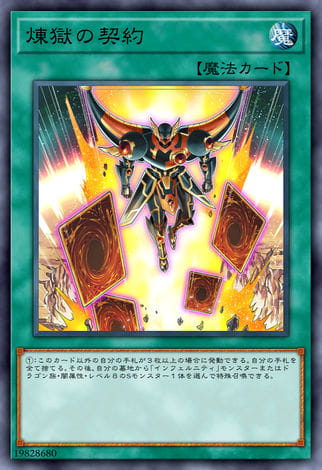 煉獄の契約
魔
【魔法カード】
①:このカード以外の自分の手札が3枚以上の場合に発動できる。自分の手札を
全て捨てる。その後、自分の墓地から「インフェルニティ」モンスターまたはド
ラゴン族・闇属性・レベル8のSモンスター1体を選んで特殊召喚できる。
19828680